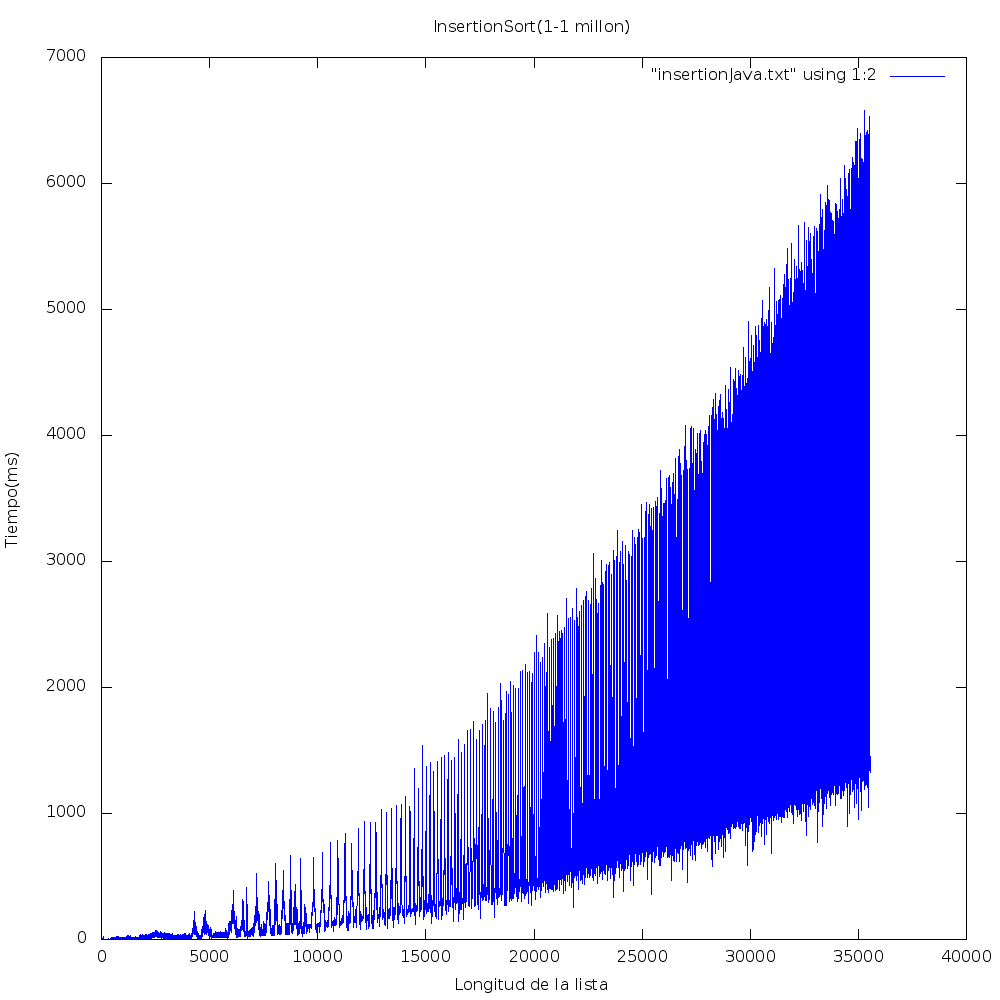 InsertionSort(1-1 millon)
"insertionJava.txt" using 1:2
7000
6000
5000
4000
3000
2000
1000
0
Tiempo(ms)
0 5000 10000 15000 20000 25000 30000 35000 40000
Longitud de la lista